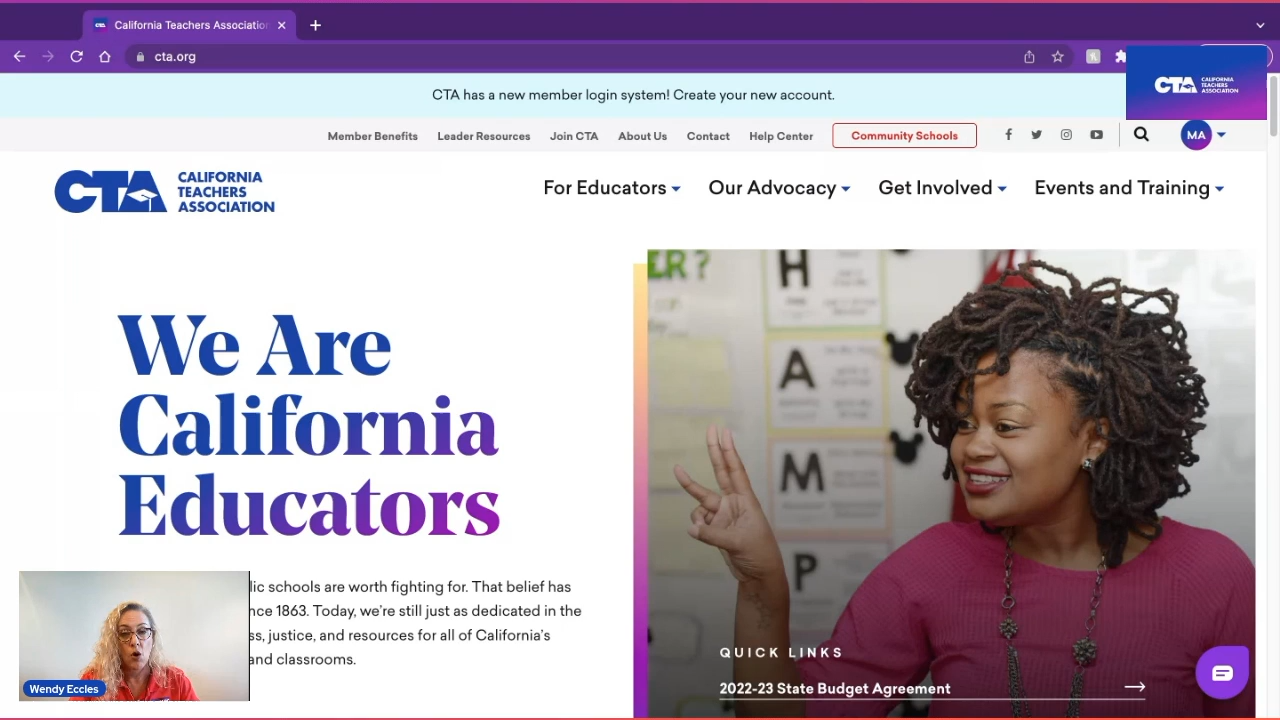 California Teachers Association
cta.org
CTA CALIFORNIA
TEACHERS
ASSOCIATION
CTA has a new member login system! Create your new account.
Member Benefits Leader Resources Join CTA About Us Contact Help Center Community Schools MA
CTA CALIFORNIA
TEACHERS
ASSOCIATION
For Educators Our Advocacy Get Involved Events and Training
We Are
California
Educators
ER?
H
A
M
P
lic schools are worth fighting for. That belief has
nce 1863. Today, we're still just as dedicated in the
ss, justice, and resources for all of California's
and classrooms.
Wendy Eccles
QUICK LINKS
2022-23 State Budget Agreement